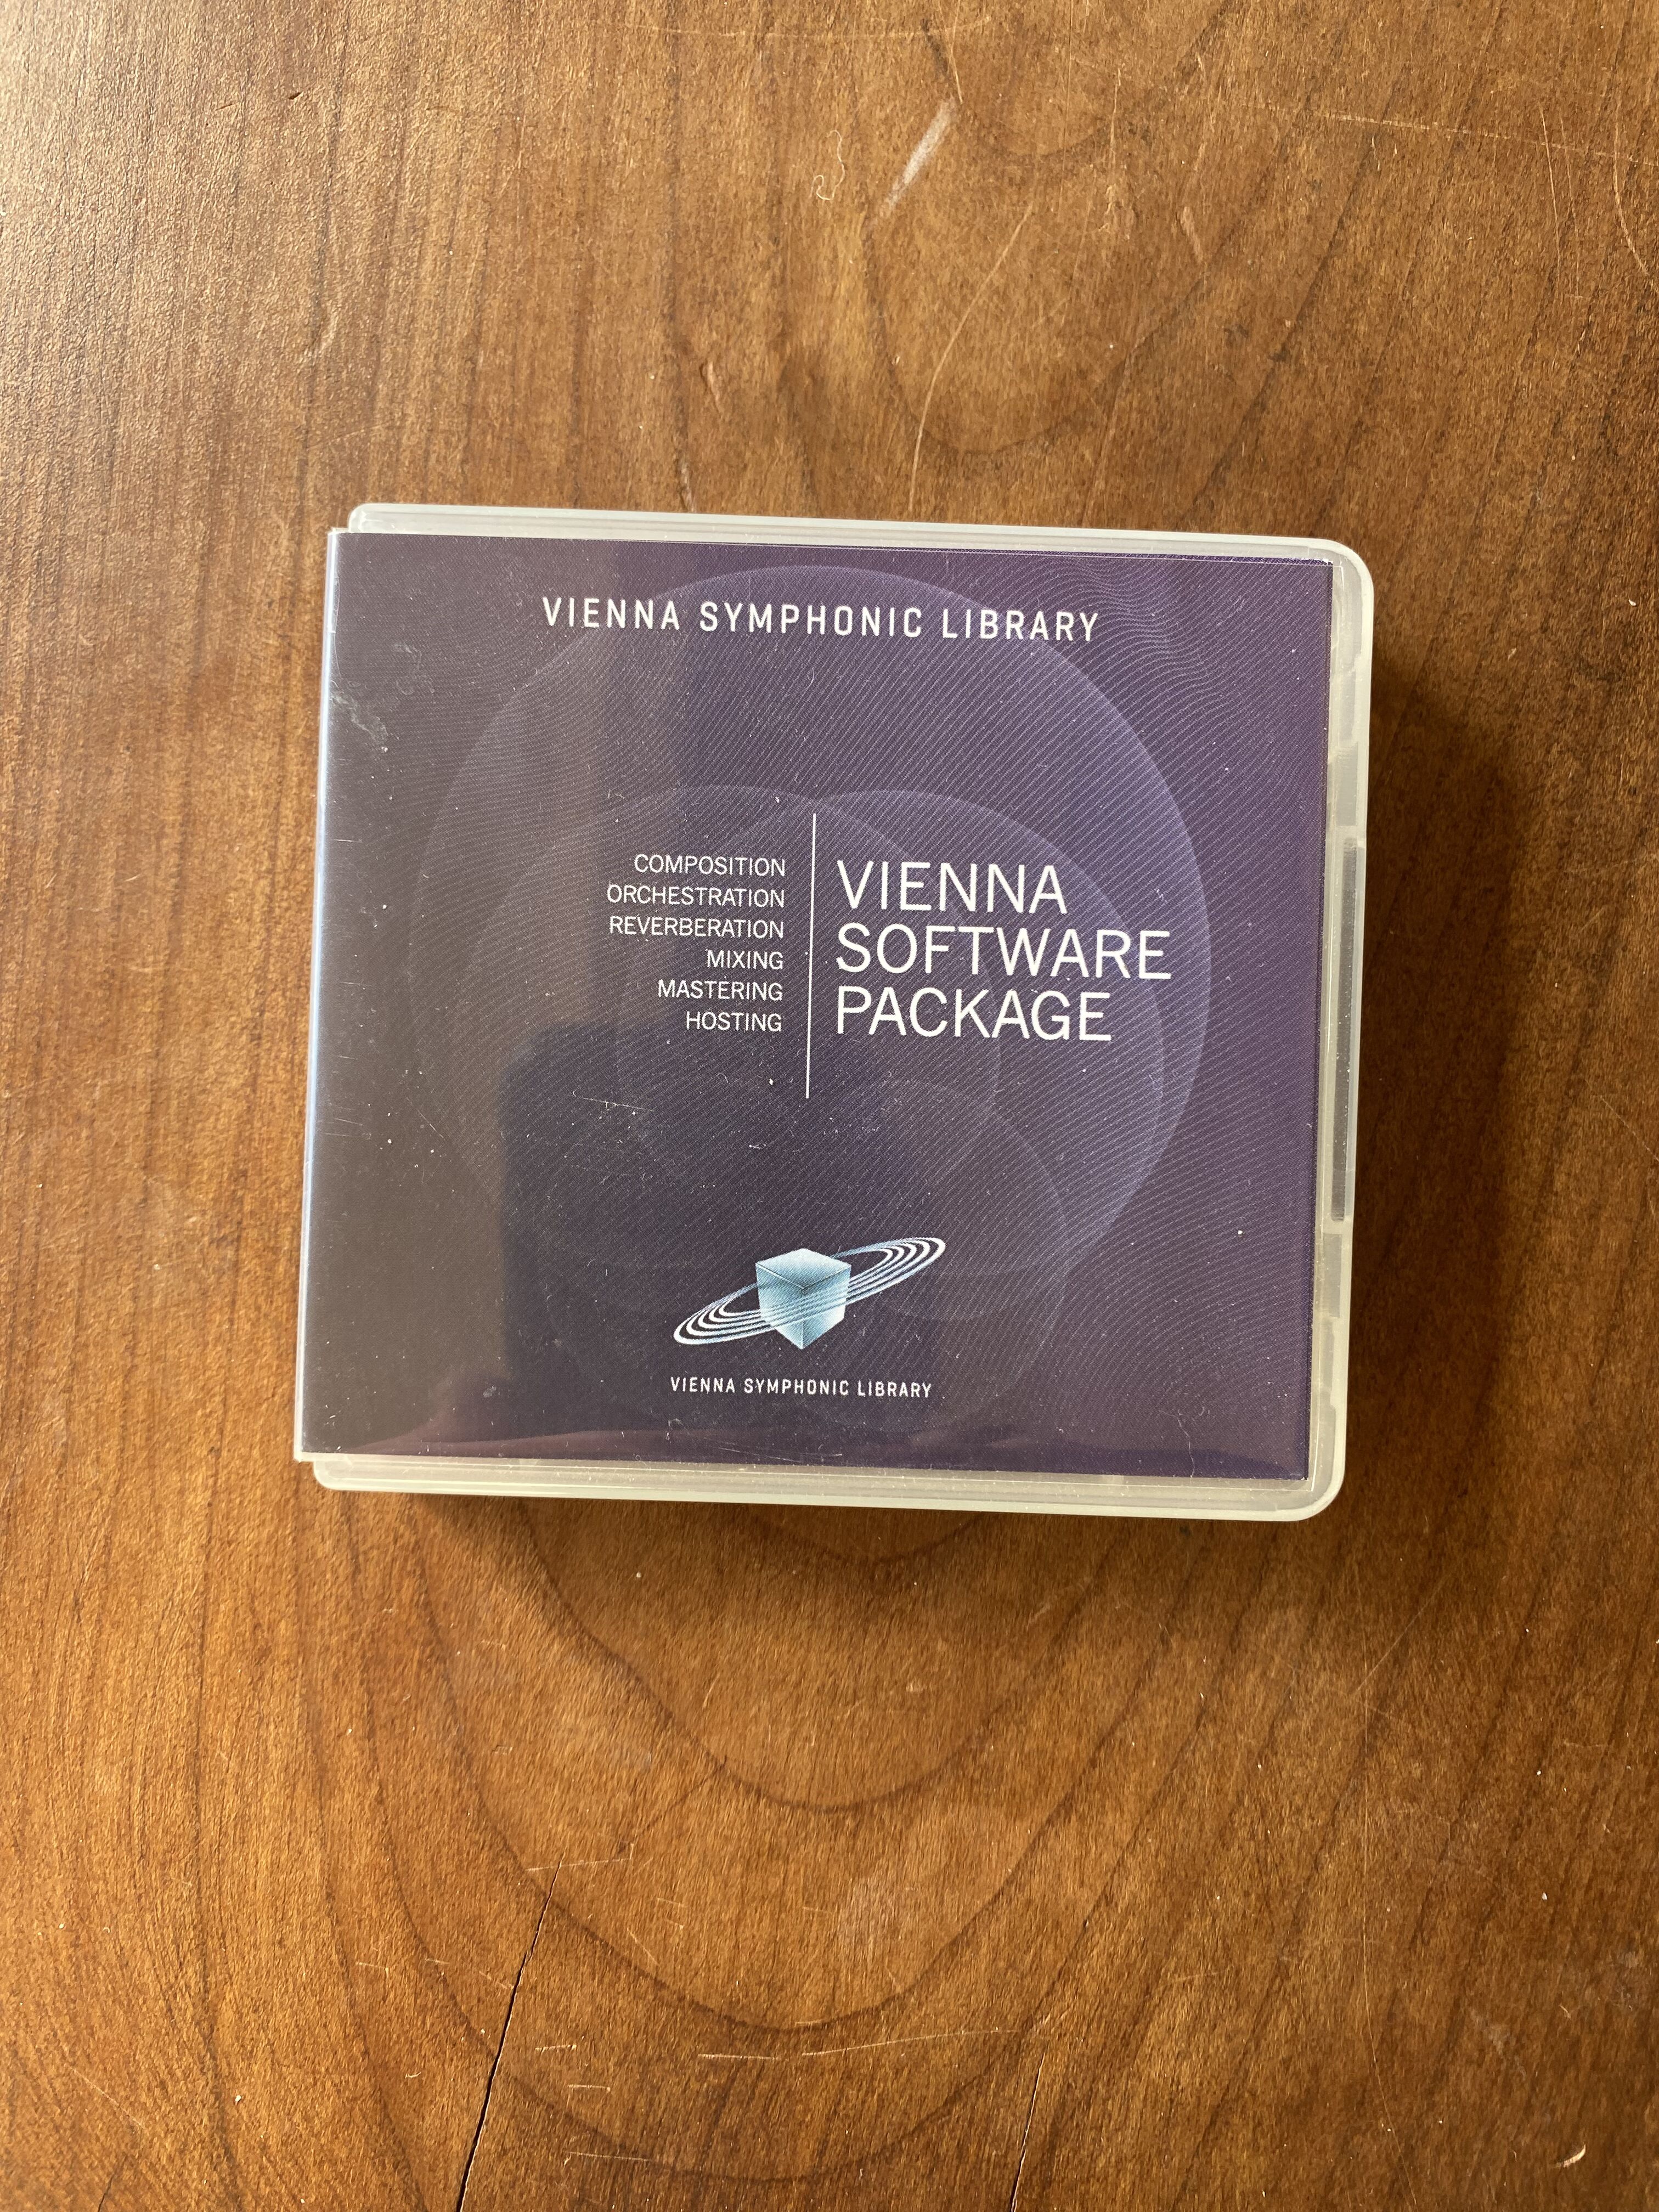 VIENNA SYMPHONIC LIBRARY
COMPOSITION
ORCHESTRATION
REVERBERATION
MIXING
MASTERING
HOSTING
VIENNA
SOFTWARE
PACKAGE
VIENNA SYMPHONIC LIBRARY